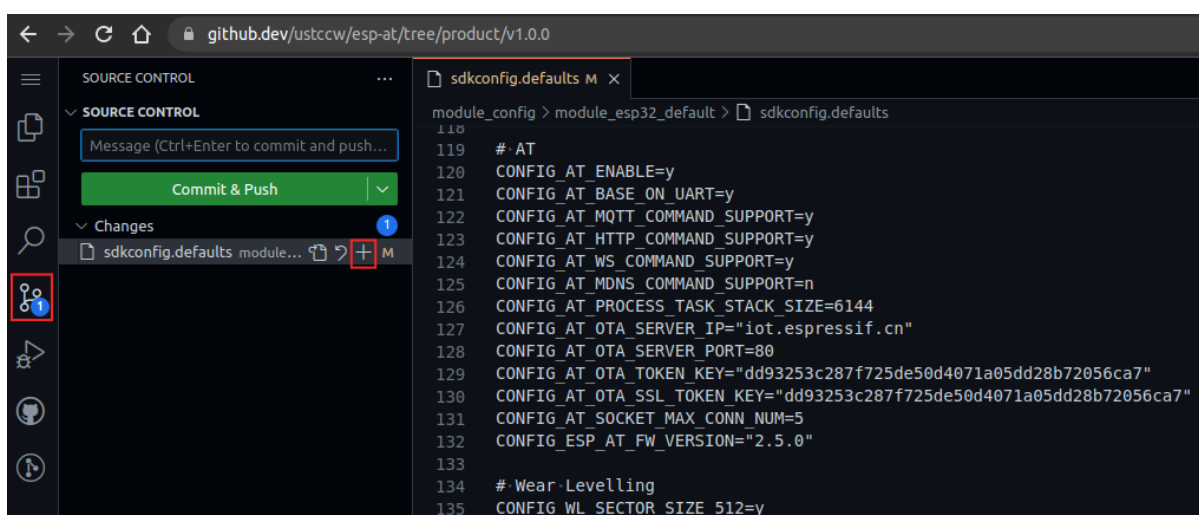 github.dev/ustccw/esp-at/tree/product/v1.0.0
SOURCE CONTROL ...
SOURCE CONTROL
Message (Ctrl+Enter to commit and push...
Commit & Push
Changes 1
sdkconfig.defaults module... M
1
sdkconfig.defaults M ×
module_config > module_esp32_default > sdkconfig.defaults
118
119 # AT
120 CONFIG_AT_ENABLE=y
121 CONFIG_AT_BASE_ON_UART=y
122 CONFIG_AT_MQTT_COMMAND_SUPPORT=y
123 CONFIG_AT_HTTP_COMMAND_SUPPORT=y
124 CONFIG_AT_WS_COMMAND_SUPPORT=y
125 CONFIG_AT_MDNS_COMMAND_SUPPORT=n
126 CONFIG_AT_PROCESS_TASK_STACK_SIZE=6144
127 CONFIG_AT_OTA_SERVER_IP="iot.espressif.cn"
128 CONFIG_AT_OTA_SERVER_PORT=80
129 CONFIG_AT_OTA_TOKEN_KEY="dd93253c287f725de50d4071a05dd28b72056ca7"
130 CONFIG_AT_OTA_SSL_TOKEN_KEY="dd93253c287f725de50d4071a05dd28b72056ca7"
131 CONFIG_AT_SOCKET_MAX_CONN_NUM=5
132 CONFIG_ESP_AT_FW_VERSION="2.5.0"
133
134 # Wear Levelling
135 CONFIG_WL_SECTOR_SIZE_512=y